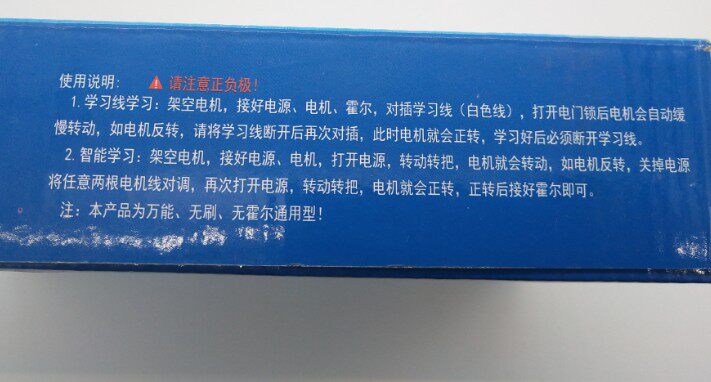 使用说明： ⚠ 请注意正负极！
1. 学习线学习：架空电机，接好电源、电机、霍尔，对插学习线（白色线），打开电门锁后电机会自动缓
慢转动，如电机反转，请将学习线断开后再次对插，此时电机就会正转，学习好后必须断开学习线。
2. 智能学习：架空电机，接好电源、电机，打开电源，转动转把，电机就会转动，如电机反转，关掉电源
将任意两根电机线对调，再次打开电源，转动转把，电机就会正转，正转后接好霍尔即可。
注：本产品为万能、无刷、无霍尔通用型！